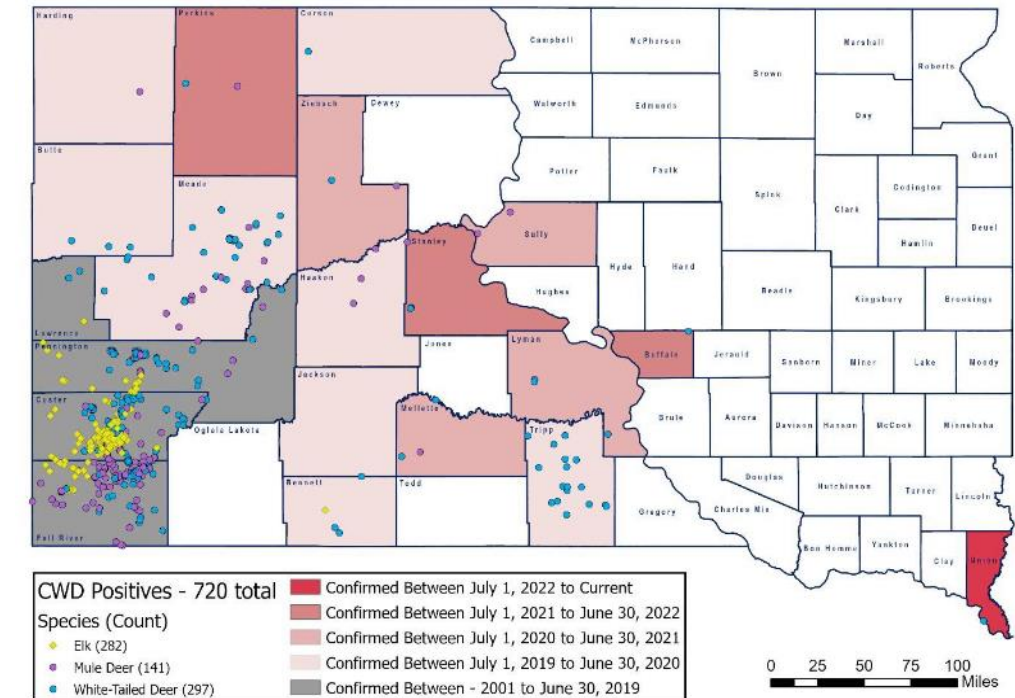 Harding
Perkins
Corson
Campbell
McPherson
Brown
Marshall
Roberts
Ziebach
Dewey
Walworth
Edmunds
Day
Grant
Butte
Meade
Potter
Faulk
Spink
Clark
Codington
Deuel
Hamlin
Stanley
Sully
Hyde
Hand
Haakon
Hughes
Beadle
Kingsbury
Brookings
Lawrence
Pennington
Jones
Lyman
Buffalo
Jerauld
Sanborn
Miner
Lake
Moody
Custer
Jackson
Mellette
Brule
Aurora
Davison
Hanson
McCook
Minnehaha
Oglala Lakota
Tripp
Bennett
Todd
Gregory
Douglas
Charles Mix
Hutchinson
Turner
Lincoln
Fall River
Bon Homme
Yankton
Clay
Union
CWD Positives - 720 total
Species (Count)
Elk (282)
Mule Deer (141)
White-Tailed Deer (297)
Confirmed Between July 1, 2022 to Current
Confirmed Between July 1, 2021 to June 30, 2022
Confirmed Between July 1, 2020 to June 30, 2021
Confirmed Between July 1, 2019 to June 30, 2020
Confirmed Between - 2001 to June 30, 2019
0 25 50 75 100
Miles